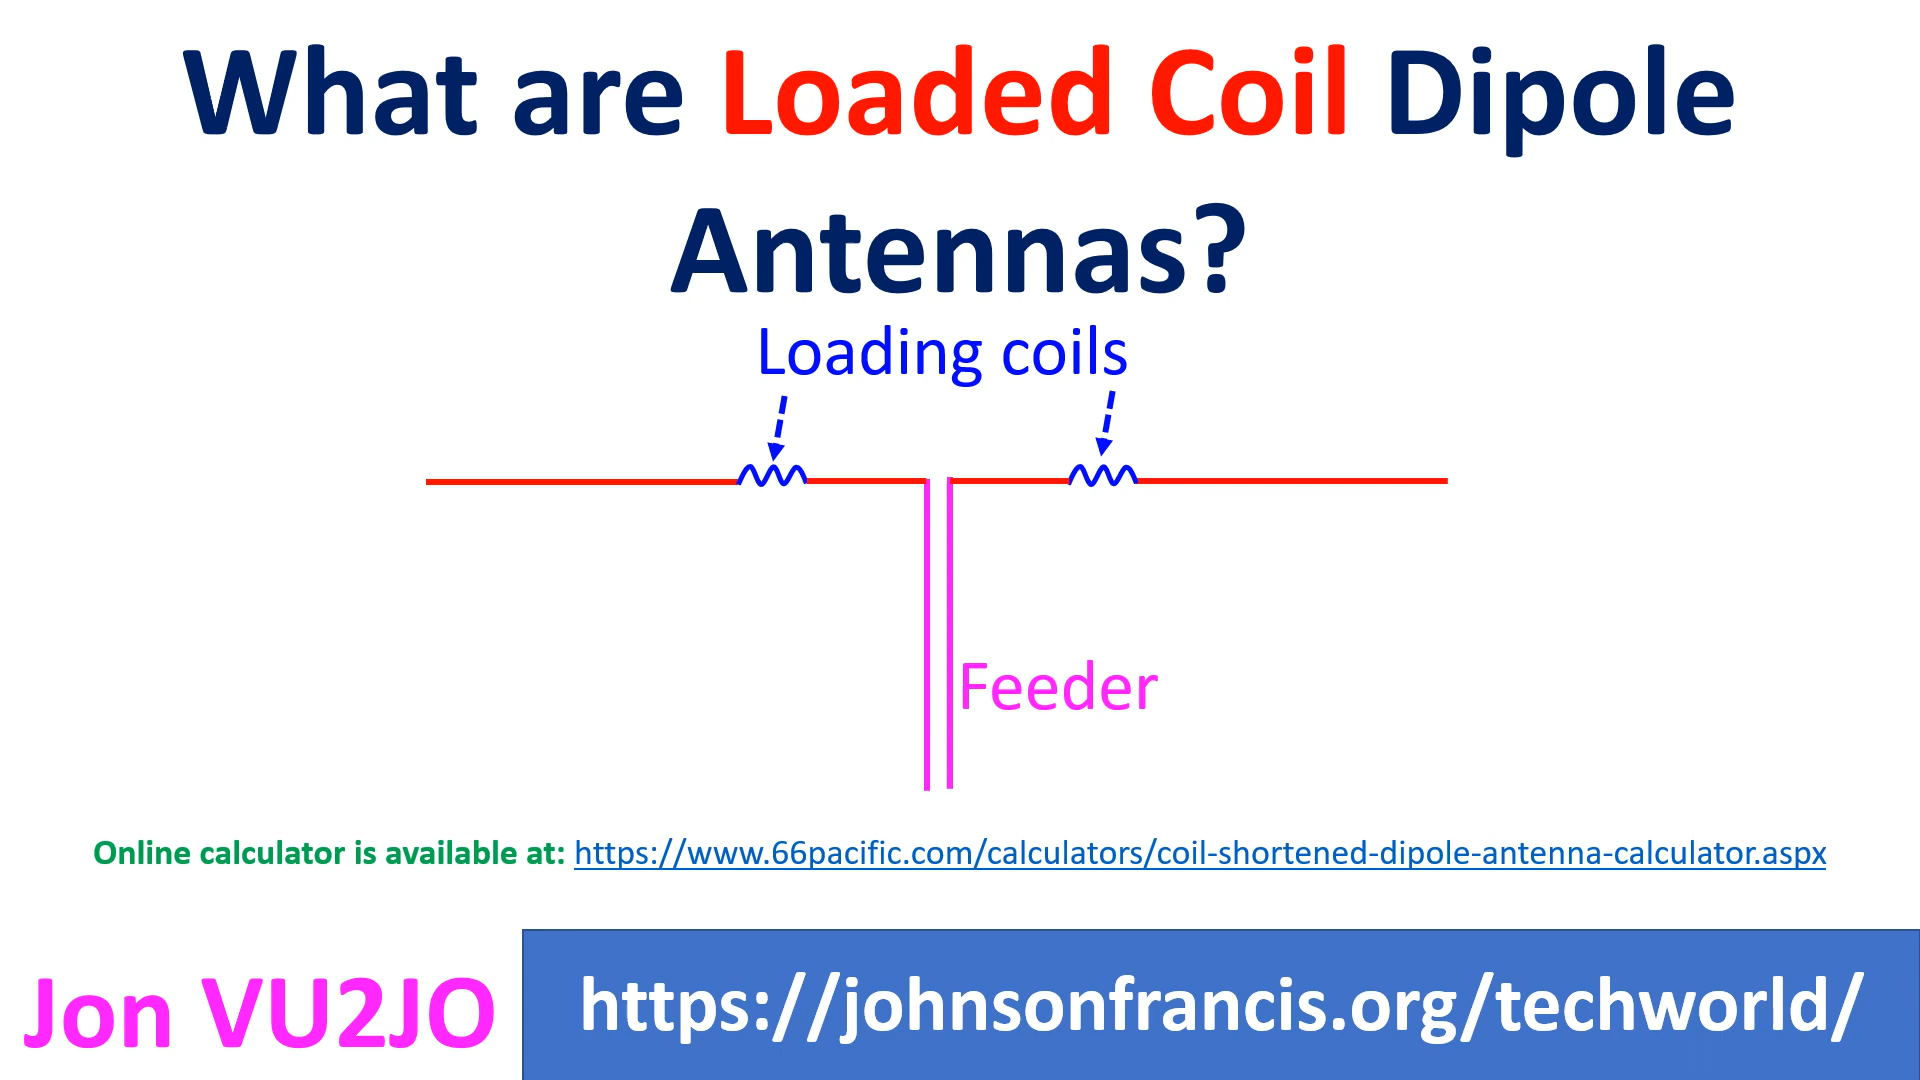 What are Loaded Coil Dipole
Antennas?
Loading coils
Feeder
Online calculator is available at: https://www.66pacific.com/calculators/coil-shortened-dipole-antenna-calculator.aspx
Jon VU2JO
https://johnsonfrancis.org/techworld/